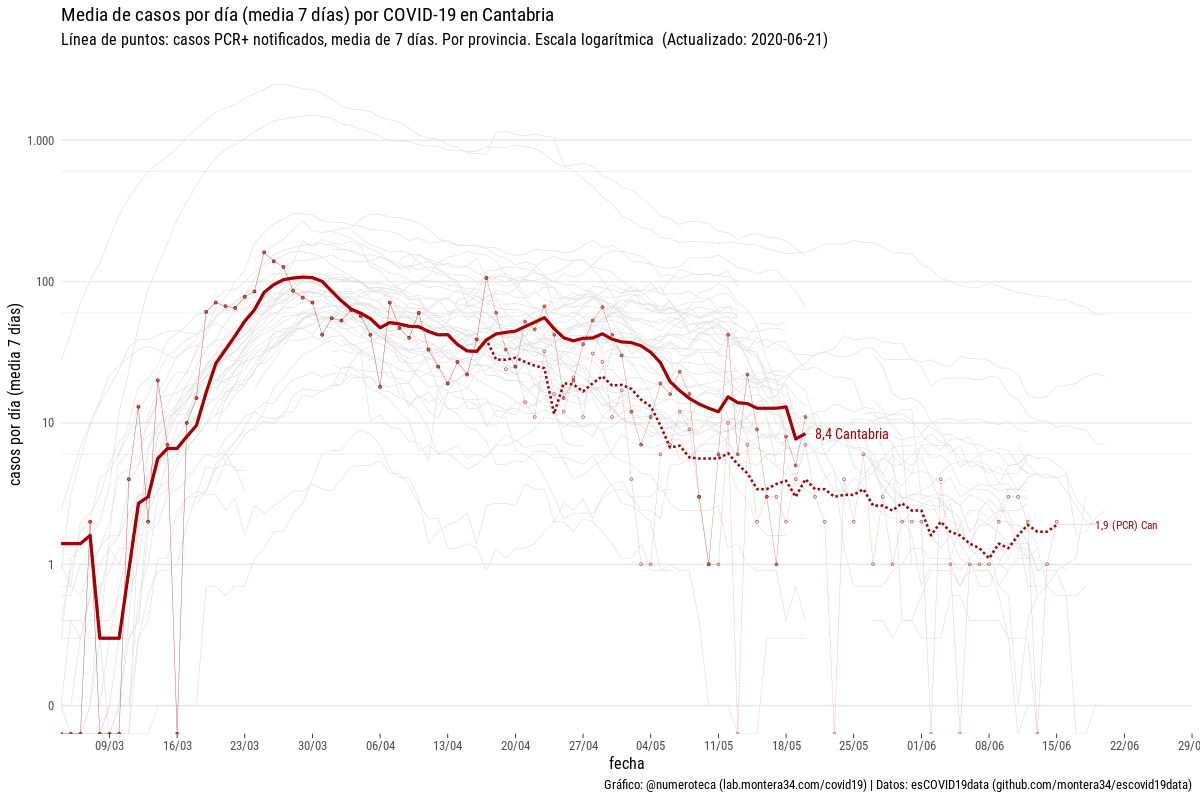 Media de casos por día (media 7 días) por COVID-19 en Cantabria
Línea de puntos: casos PCR+ notificados, media de 7 días. Por provincia. Escala logarítmica (Actualizado: 2020-06-21)
casos por día (media 7 días)
1.000
100
10
1
0
8,4 Cantabria
1,9 (PCR) Can
09/03 16/03 23/03 30/03 06/04 13/04 20/04 27/04 04/05 11/05 18/05 25/05 01/06 08/06 15/06 22/06 29/0
fecha
Gráfico: @numeroteca (lab.montera34.com/covid19) | Datos: esCOVID19data (github.com/montera34/escovid19data)